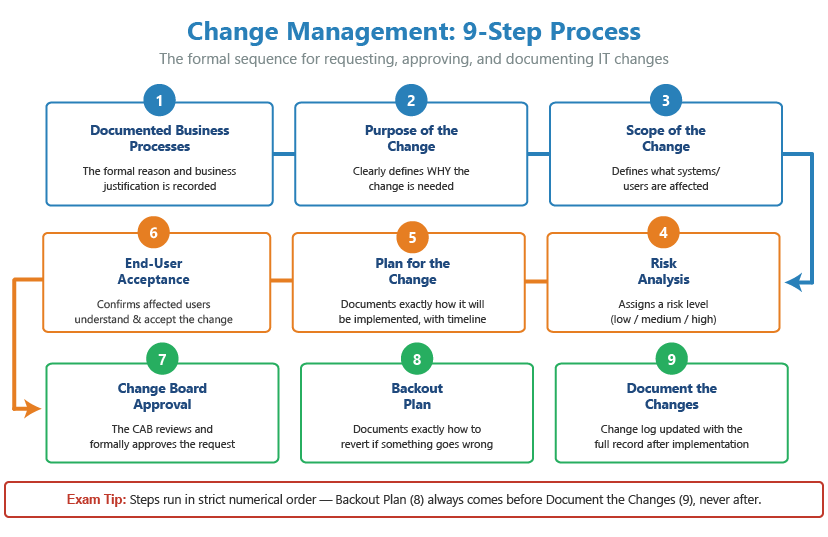 Change Management: 9-Step Process
The formal sequence for requesting, approving, and documenting IT changes
1
Documented Business
Processes
The formal reason and business
justification is recorded
2
Purpose of the
Change
Clearly defines WHY the
change is needed
3
Scope of the
Change
Defines what systems/
users are affected
4
Risk
Analysis
Assigns a risk level
(low / medium / high)
5
Plan for the
Change
Documents exactly how it will
be implemented, with timeline
6
End-User
Acceptance
Confirms affected users
understand & accept the change
7
Change Board
Approval
The CAB reviews and
formally approves the request
8
Backout
Plan
Documents exactly how to
revert if something goes wrong
9
Document the
Changes
Change log updated with the
full record after implementation
Exam Tip: Steps run in strict numerical order — Backout Plan (8) always comes before Document the Changes (9), never after.